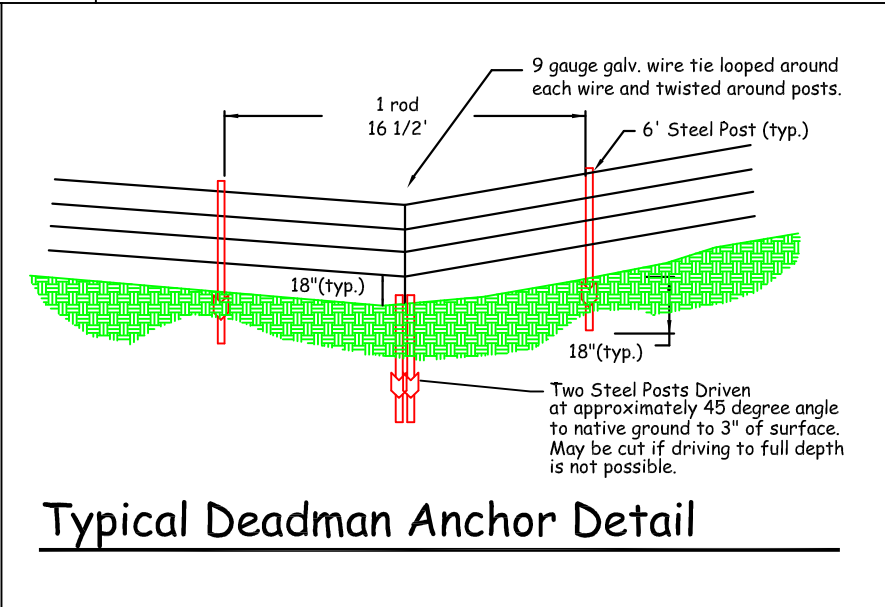 9 gauge galv. wire tie looped around
each wire and twisted around posts.
1 rod
16 1/2'
6' Steel Post (typ.)
18"(typ.)
18"(typ.)
Two Steel Posts Driven
at approximately 45 degree angle
to native ground to 3" of surface.
May be cut if driving to full depth
is not possible.
Typical Deadman Anchor Detail